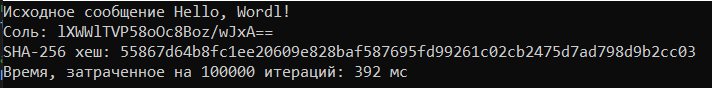 Исходное сообщение Hello, Wordl!
Соль: lXWWlTVP58oOc8Boz/wJxA==
SHA-256 хеш: 55867d64b8fc1ee20609e828baf587695fd99261c02cb2475d7ad798d9b2cc03
Время, затраченное на 100000 итераций: 392 мс